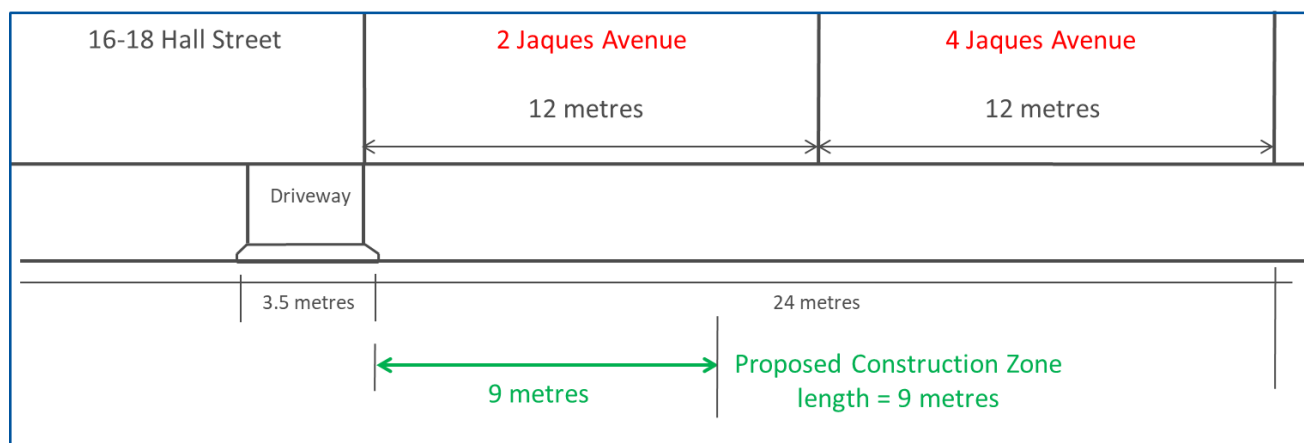 16-18 Hall Street
2 Jaques Avenue
4 Jaques Avenue
12 metres
12 metres
Driveway
3.5 metres
24 metres
9 metres
Proposed Construction Zone
length = 9 metres